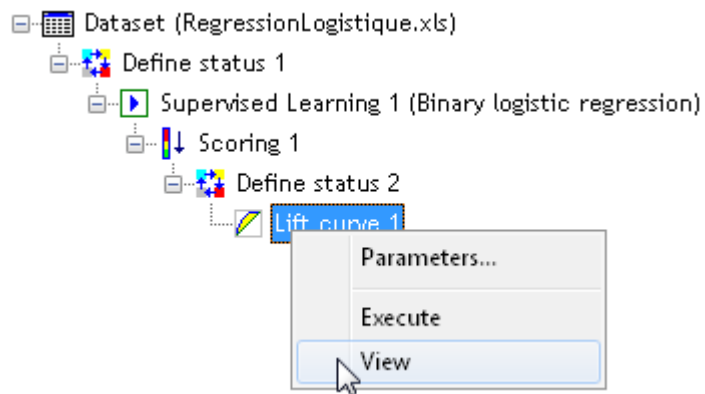 Dataset (RegressionLogistique.xls)
Define status 1
Supervised Learning 1 (Binary logistic regression)
Scoring 1
Define status 2
Lift curve 1
Parameters...
Execute
View